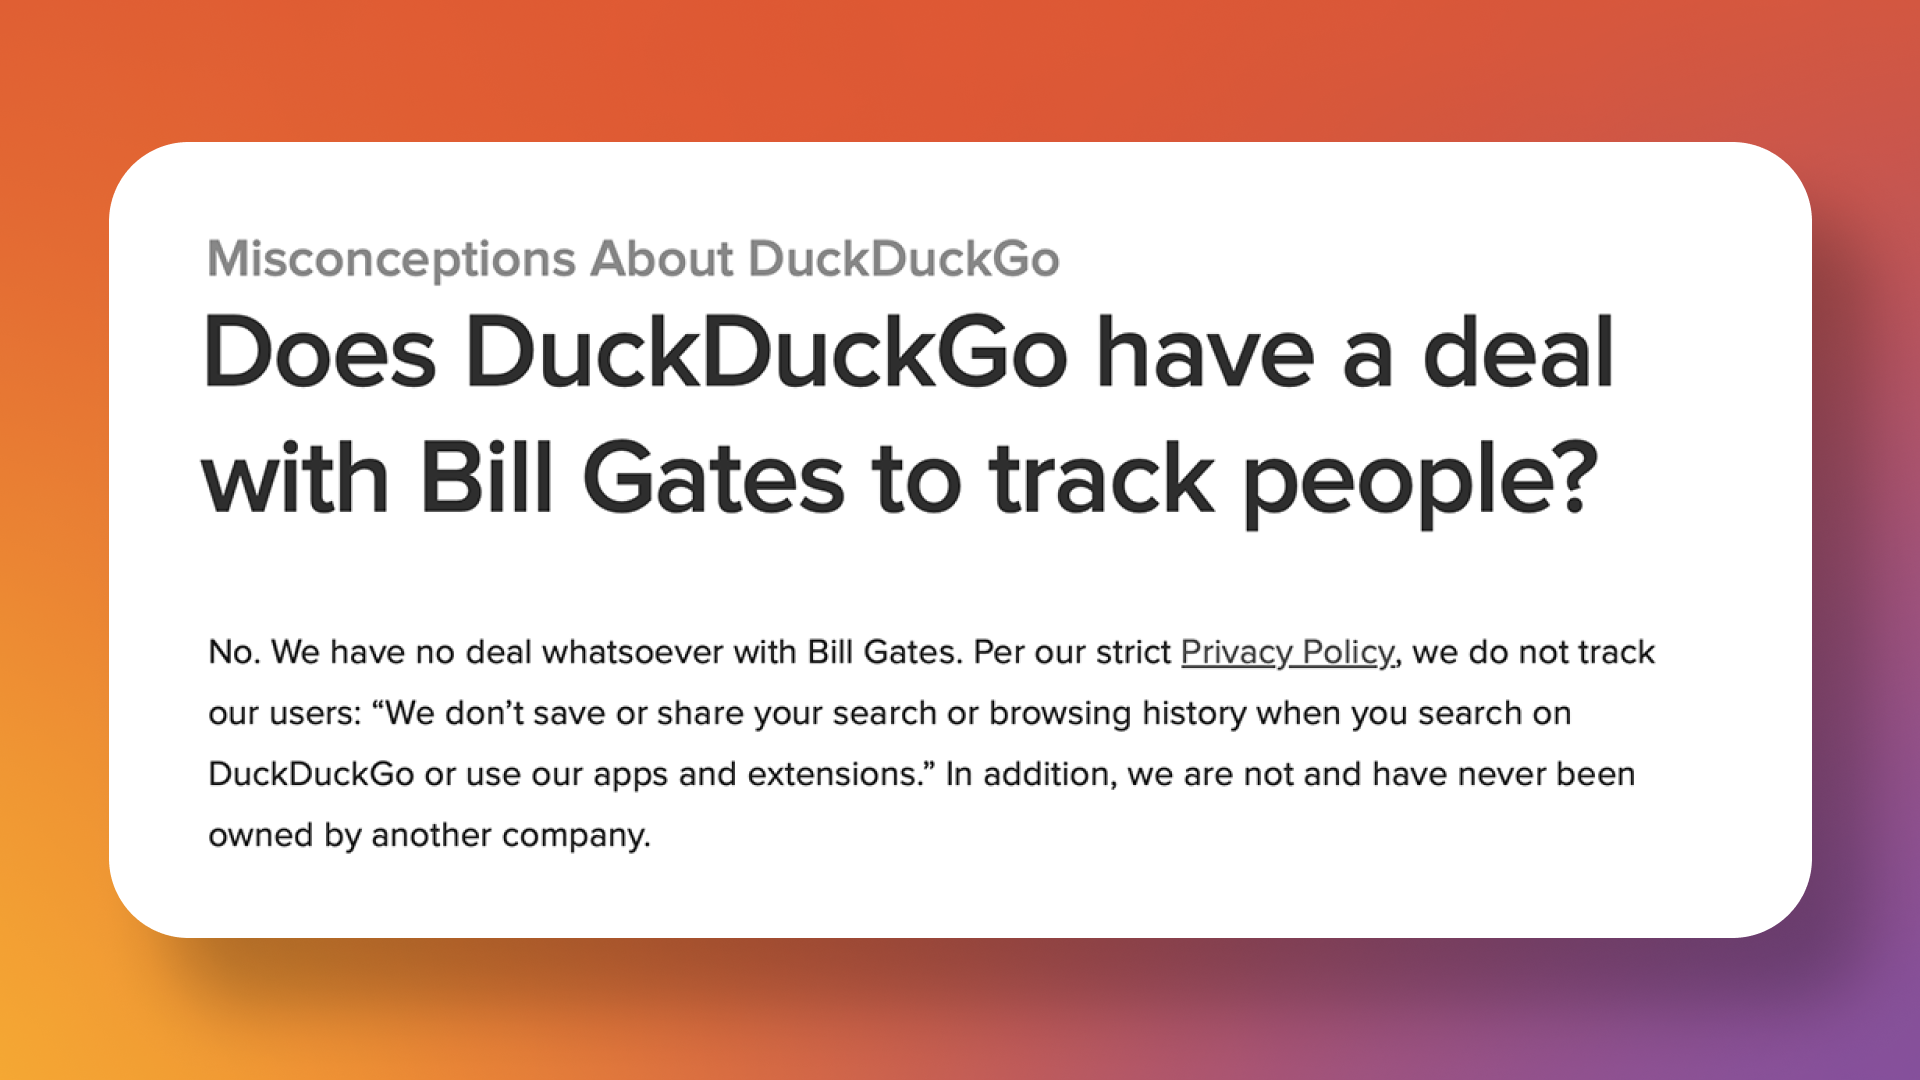 Misconceptions About DuckDuckGo
Does DuckDuckGo have a deal
with Bill Gates to track people?
No. We have no deal whatsoever with Bill Gates. Per our strict Privacy Policy, we do not track
our users: “We don’t save or share your search or browsing history when you search on
DuckDuckGo or use our apps and extensions.” In addition, we are not and have never been
owned by another company.